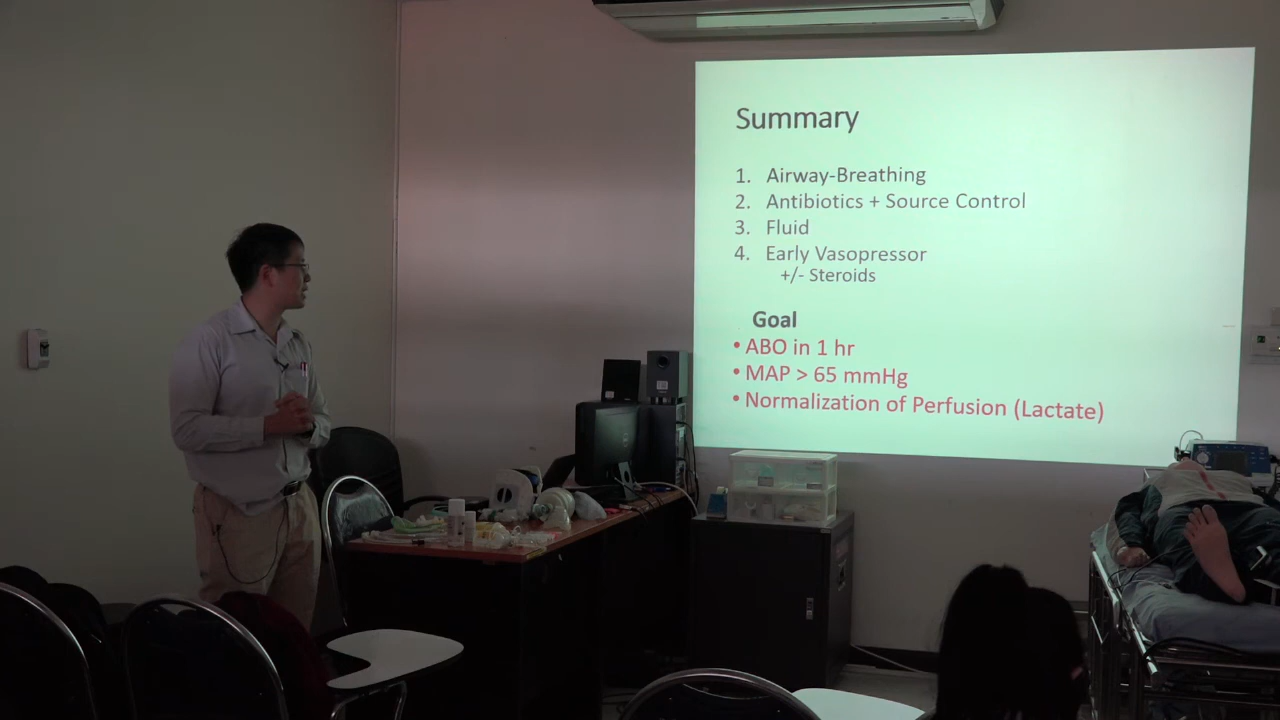 Summary
1. Airway-Breathing
2. Antibiotics + Source Control
3. Fluid
4. Early Vasopressor
+/- Steroids
Goal
• ABO in 1 hr
• MAP > 65 mmHg
• Normalization of Perfusion (Lactate)